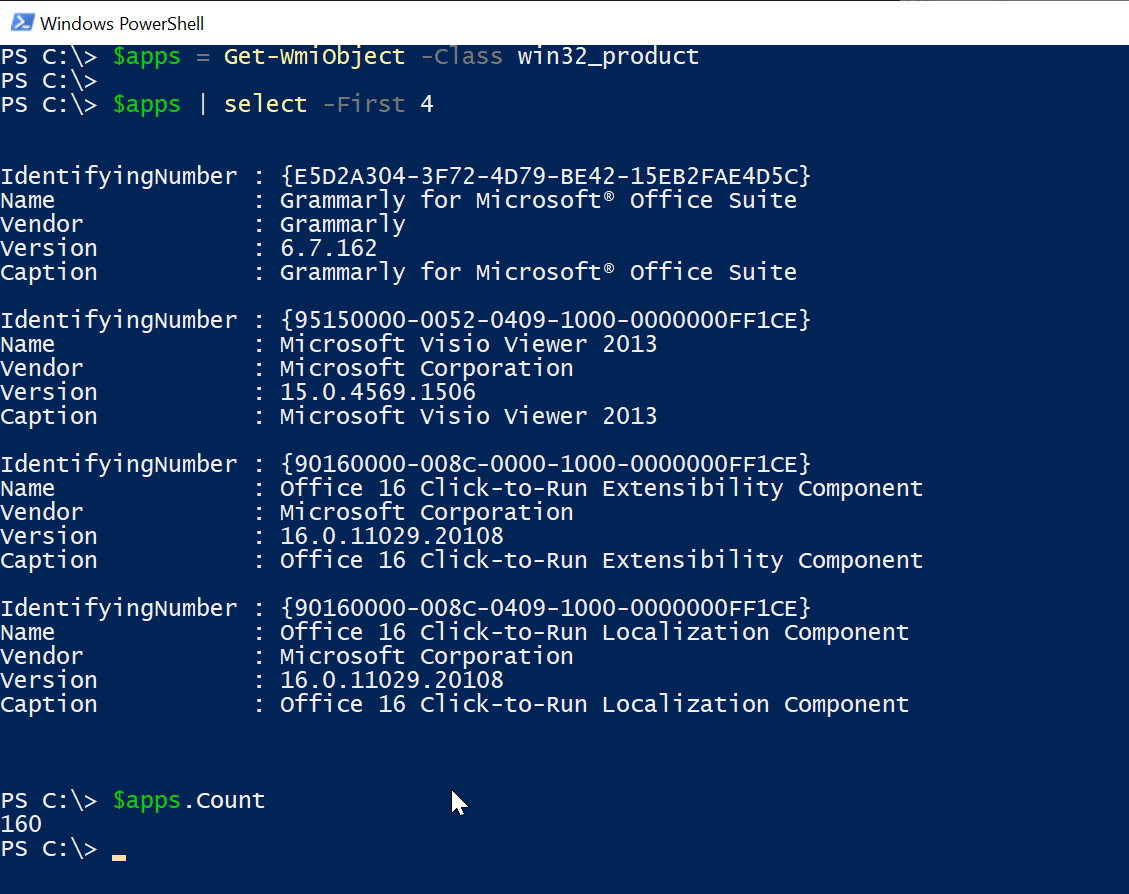 Windows PowerShell
PS C:\> $apps = Get-WmiObject -Class win32_product
PS C:\>
PS C:\> $apps | select -First 4
IdentifyingNumber : {E5D2A304-3F72-4D79-BE42-15EB2FAE4D5C}
Name              : Grammarly for Microsoft® Office Suite
Vendor            : Grammarly
Version           : 6.7.162
Caption           : Grammarly for Microsoft® Office Suite
IdentifyingNumber : {95150000-0052-0409-1000-0000000FF1CE}
Name              : Microsoft Visio Viewer 2013
Vendor            : Microsoft Corporation
Version           : 15.0.4569.1506
Caption           : Microsoft Visio Viewer 2013
IdentifyingNumber : {90160000-008C-0000-1000-0000000FF1CE}
Name              : Office 16 Click-to-Run Extensibility Component
Vendor            : Microsoft Corporation
Version           : 16.0.11029.20108
Caption           : Office 16 Click-to-Run Extensibility Component
IdentifyingNumber : {90160000-008C-0409-1000-0000000FF1CE}
Name              : Office 16 Click-to-Run Localization Component
Vendor            : Microsoft Corporation
Version           : 16.0.11029.20108
Caption           : Office 16 Click-to-Run Localization Component
PS C:\> $apps.Count
160
PS C:\>